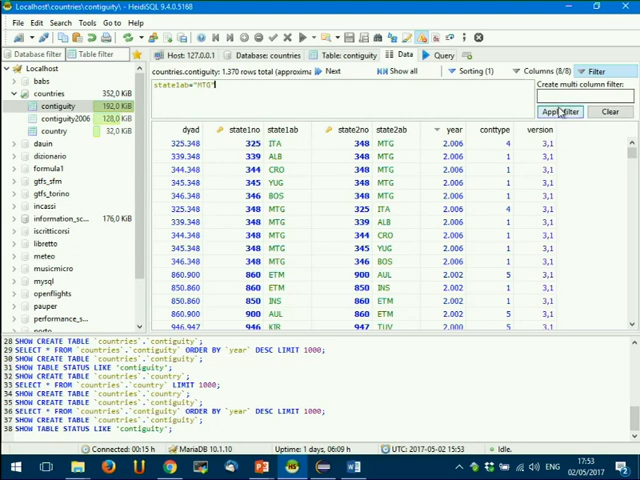 Localhost\countries\contiguity\ - HeidiSQL 9.4.0.5168
File Edit Search Tools Go to Help
Database filter Table filter
Host: 127.0.0.1 Database: countries Table: contiguity Data Query
countries.contiguity: 1.370 rows total (approxima Next Show all Sorting (1) Columns (8/8) Filter
state1ab="MTG"
Create multi column filter:
Apply filter Clear
Localhost
babs
countries 352,0 KiB
contiguity 192,0 KiB
contiguity2006 128,0 KiB
country 32,0 KiB
dauin
dizionario
formula1
gtfs_sfm
gtfs_torino
incassi
information_sc... 176,0 KiB
iscritticorsi
libretto
meteo
musicmicro
mysql
openflights
pauper
performance_s...
porto
dyad state1no state1ab state2no state2ab year conttype version
325.348 325 ITA 348 MTG 2.006 4 3,1
339.348 339 ALB 348 MTG 2.006 1 3,1
344.348 344 CRO 348 MTG 2.006 1 3,1
345.348 345 YUG 348 MTG 2.006 1 3,1
346.348 346 BOS 348 MTG 2.006 1 3,1
325.348 348 MTG 325 ITA 2.006 4 3,1
339.348 348 MTG 339 ALB 2.006 1 3,1
344.348 348 MTG 344 CRO 2.006 1 3,1
345.348 348 MTG 345 YUG 2.006 1 3,1
346.348 348 MTG 346 BOS 2.006 1 3,1
860.900 860 ETM 900 AUL 2.002 5 3,1
850.860 860 ETM 850 INS 2.002 1 3,1
850.860 850 INS 860 ETM 2.002 1 3,1
860.900 900 AUL 860 ETM 2.002 5 3,1
946.947 946 KIR 947 TUV 2.000 5 3,1
28 SHOW CREATE TABLE `countries`.`contiguity`;
29 SELECT * FROM `countries`.`contiguity` ORDER BY `year` DESC LIMIT 1000;
30 SHOW CREATE TABLE `countries`.`contiguity`;
31 SHOW TABLE STATUS LIKE 'contiguity';
32 SHOW CREATE TABLE `countries`.`country`;
33 SELECT * FROM `countries`.`country` LIMIT 1000;
34 SHOW CREATE TABLE `countries`.`country`;
35 SHOW CREATE TABLE `countries`.`contiguity`;
36 SELECT * FROM `countries`.`contiguity` ORDER BY `year` DESC LIMIT 1000;
37 SHOW CREATE TABLE `countries`.`contiguity`;
38 SHOW TABLE STATUS LIKE 'contiguity';
Connected: 00:15 h MariaDB 10.1.10 Uptime: 1 days, 06:09 h UTC: 2017-05-02 15:53 Idle.
17:53
02/05/2017